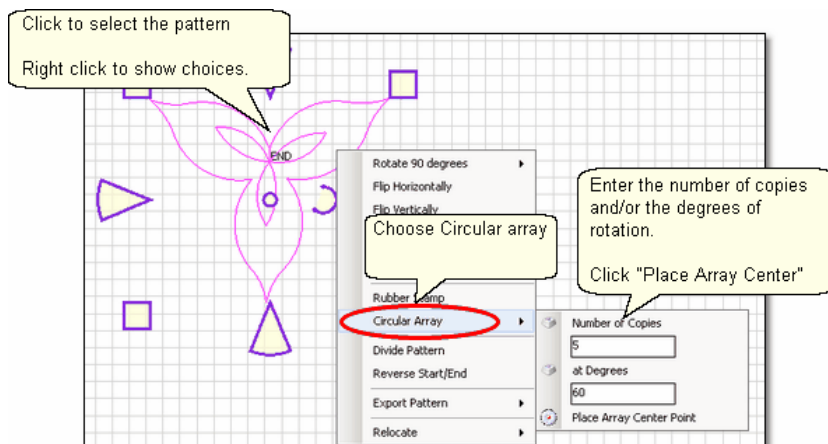 Click to select the pattern
Right click to show choices.
END
Rotate 90 degrees
Flip Horizontally
Flip Vertically
Choose Circular array
Enter the number of copies
and/or the degrees of
rotation.
Click "Place Array Center"
Rubber Stamp
Circular Array
Divide Pattern
Reverse Start/End
Export Pattern
Relocate
Number of Copies
5
at Degrees
60
Place Array Center Point